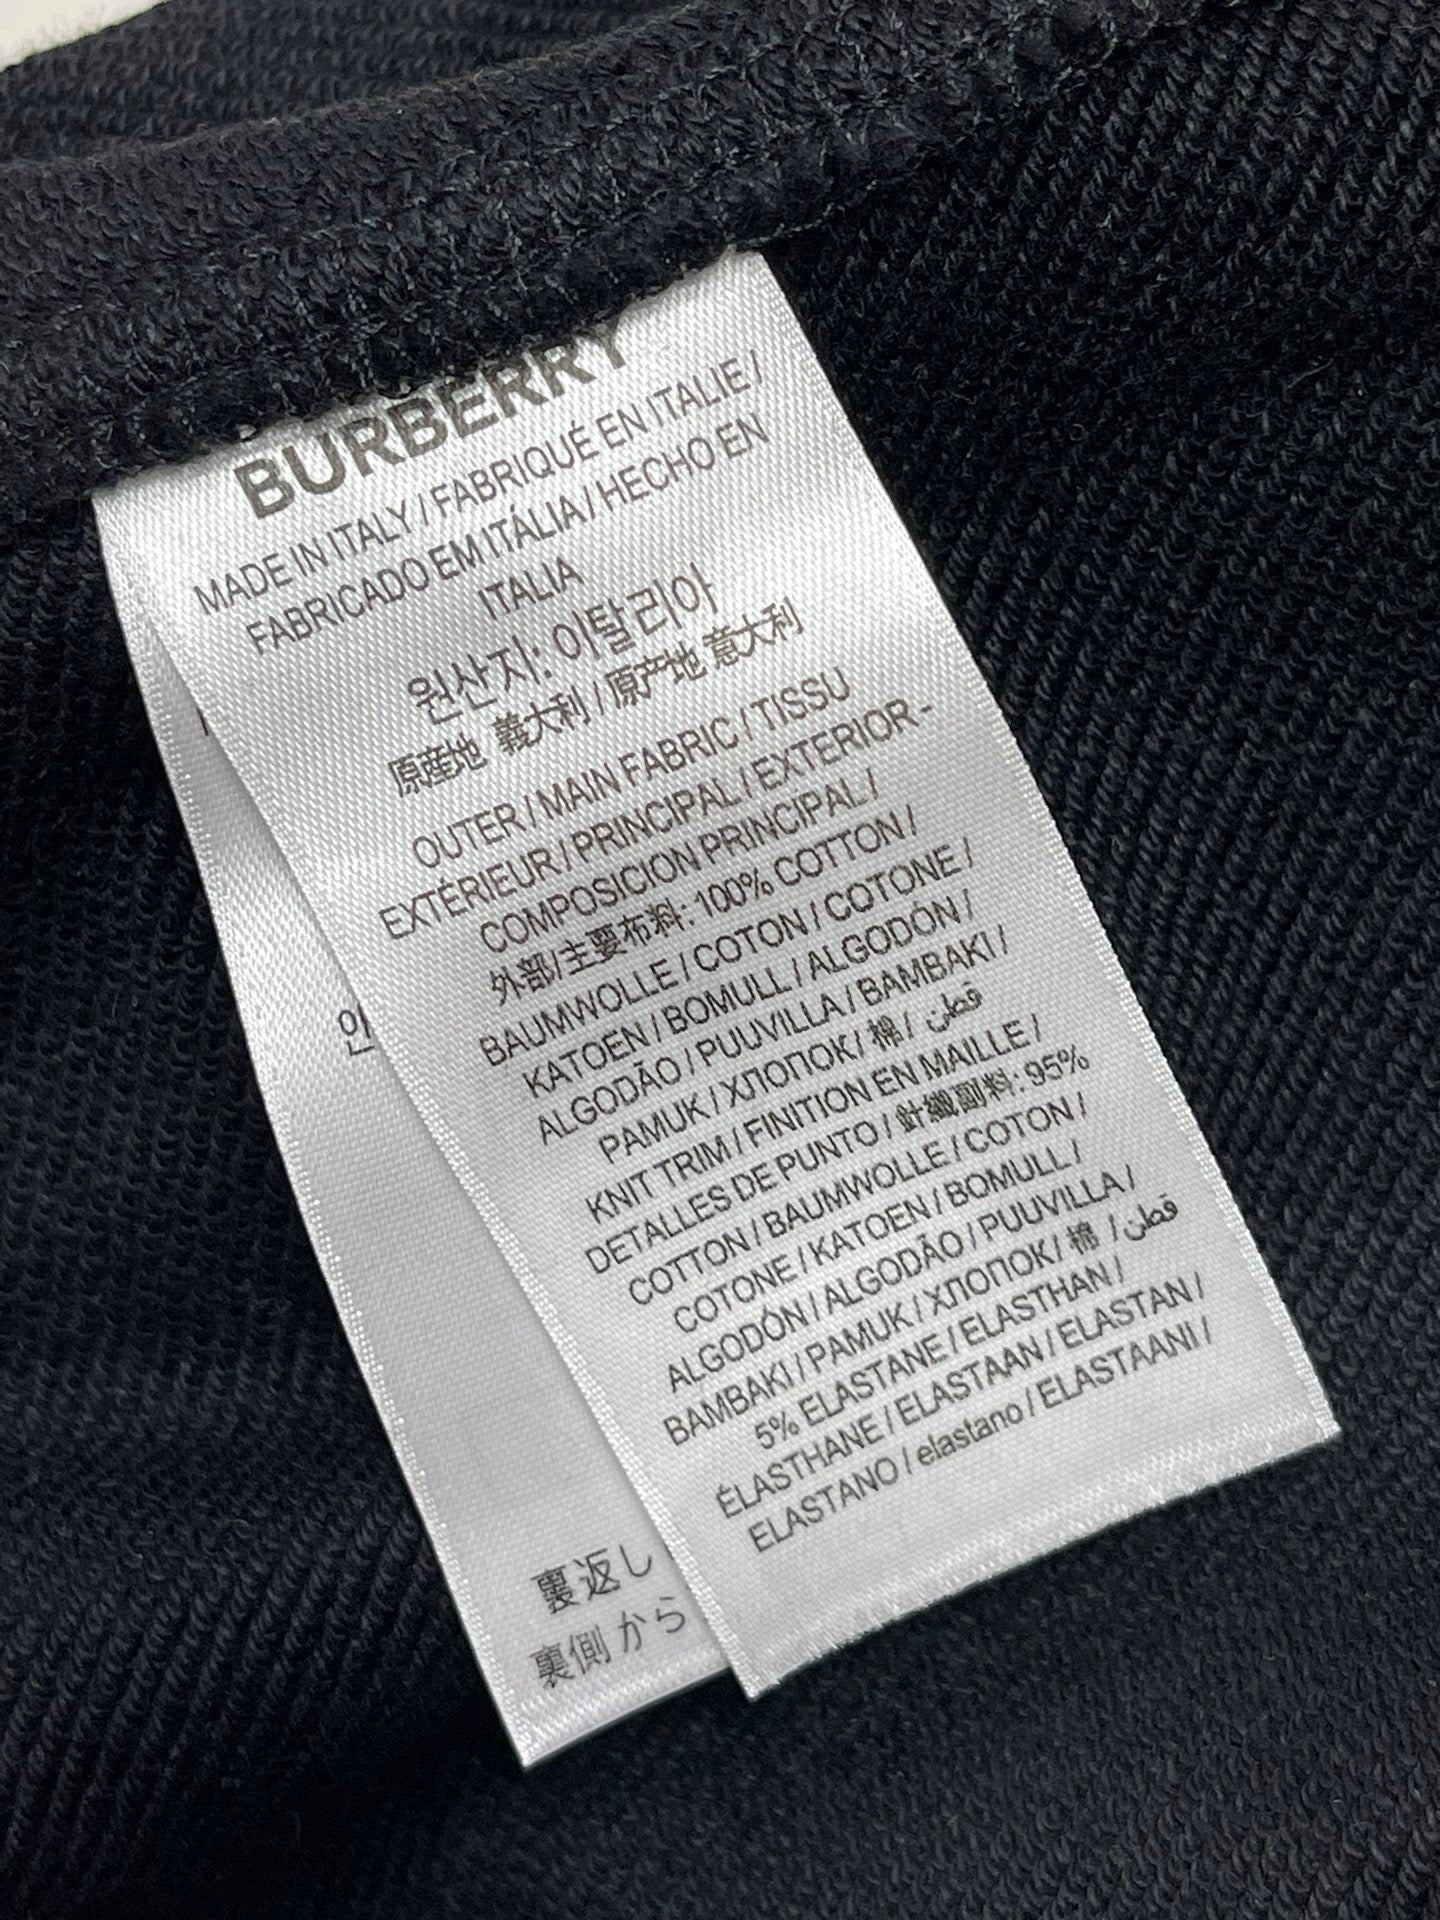 BURBERRY
MADE IN ITALY / FABRIQUÉ EN ITALIE /
FABRICADO EM ITÁLIA / HECHO EN
ITALIA
원산지: 이탈리아
原産地 義大利 / 原产地 意大利
OUTER / MAIN FABRIC / TISSU
EXTÉRIEUR / PRINCIPAL / EXTERIOR -
COMPOSICION PRINCIPAL /
外部/主要布料: 100% COTTON /
BAUMWOLLE / COTON / COTONE /
KATOEN / BOMULL / ALGODÓN /
ALGODÃO / PUUVILLA / BAMBAKI /
PAMUK / ХЛОПОК / 棉 / قطن
KNIT TRIM / FINITION EN MAILLE /
DETALLES DE PUNTO / 針織副料: 95%
COTTON / BAUMWOLLE / COTON /
COTONE / KATOEN / BOMULL /
ALGODÓN / ALGODÃO / PUUVILLA /
BAMBAKI / PAMUK / ХЛОПОК / 棉 / قطن
5% ELASTANE / ELASTHAN /
ÉLASTHANE / ELASTAAN / ELASTAN /
ELASTANO / elastano / ELASTAANI /
안
裏返し
裏側から